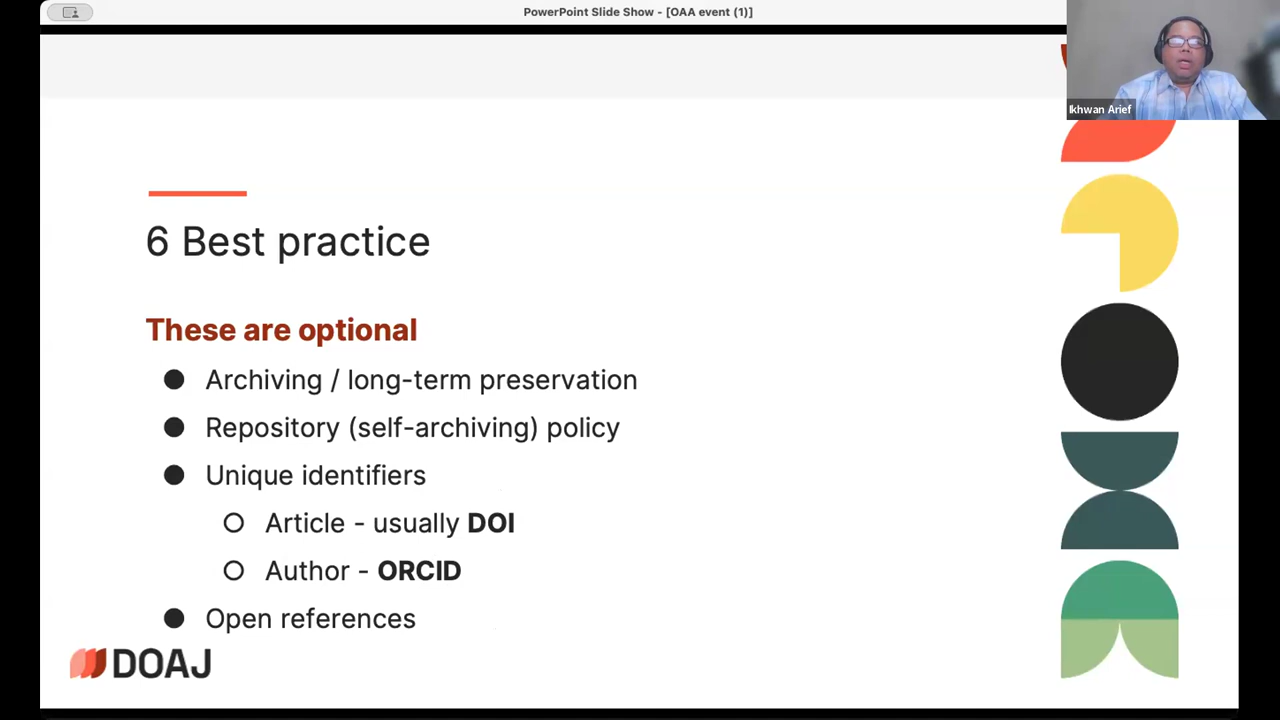 PowerPoint Slide Show - [OAA event (1)]
Ikhwan Arief
6 Best practice
These are optional
● Archiving / long-term preservation
● Repository (self-archiving) policy
● Unique identifiers
○ Article - usually DOI
○ Author - ORCID
● Open references
DOAJ